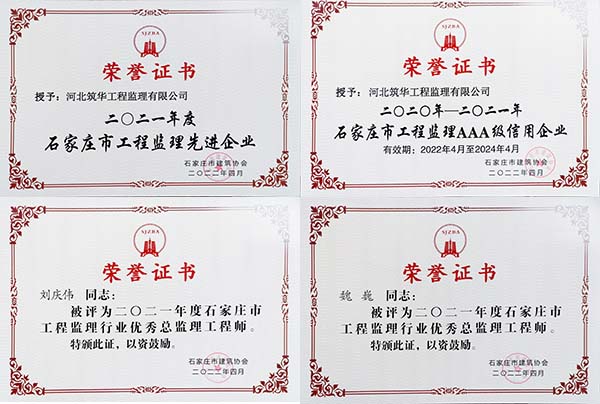 SJZBA
荣誉证书
授予：河北筑华工程监理有限公司
二〇二一年度
石家庄市工程监理先进企业
石家庄市建筑协会
二〇二二年四月
SJZBA
荣誉证书
授予：河北筑华工程监理有限公司
二〇二〇年—二〇二一年
石家庄市工程监理AAA级信用企业
有效期：2022年4月至2024年4月
石家庄市建筑协会
二〇二二年四月
SJZBA
荣誉证书
刘庆伟 同志：
被评为二〇二一年度石家庄市
工程监理行业优秀总监理工程师。
特颁此证，以资鼓励。
石家庄市建筑协会
二〇二二年四月
SJZBA
荣誉证书
魏巍 同志：
被评为二〇二一年度石家庄市
工程监理行业优秀总监理工程师。
特颁此证，以资鼓励。
石家庄市建筑协会
二〇二二年四月